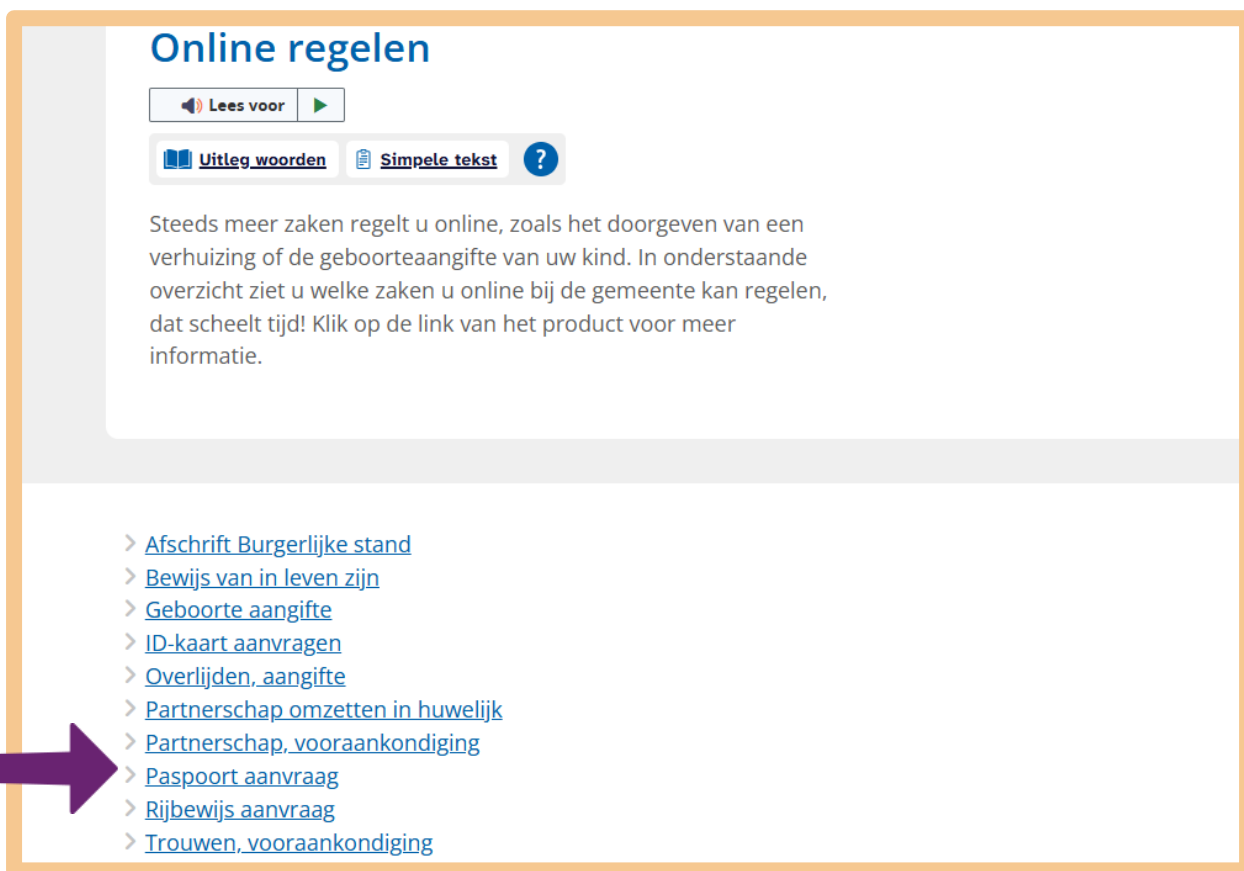 Online regelen
Lees voor
Uitleg woorden Simpele tekst ?
Steeds meer zaken regelt u online, zoals het doorgeven van een
verhuizing of de geboorteaangifte van uw kind. In onderstaande
overzicht ziet u welke zaken u online bij de gemeente kan regelen,
dat scheelt tijd! Klik op de link van het product voor meer
informatie.
Afschrift Burgerlijke stand
Bewijs van in leven zijn
Geboorte aangifte
ID-kaart aanvragen
Overlijden, aangifte
Partnerschap omzetten in huwelijk
Partnerschap, vooraankondiging
Paspoort aanvraag
Rijbewijs aanvraag
Trouwen, vooraankondiging